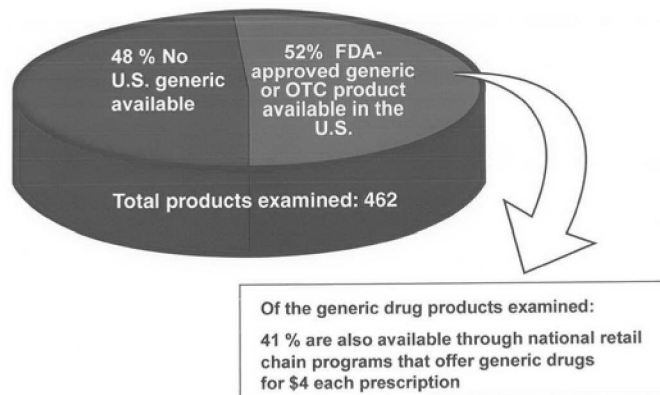 48 % No
U.S. generic
available
52% FDA-
approved generic
or OTC product
available in the
U.S.
Total products examined: 462
Of the generic drug products examined:
41 % are also available through national retail
chain programs that offer generic drugs
for $4 each prescription